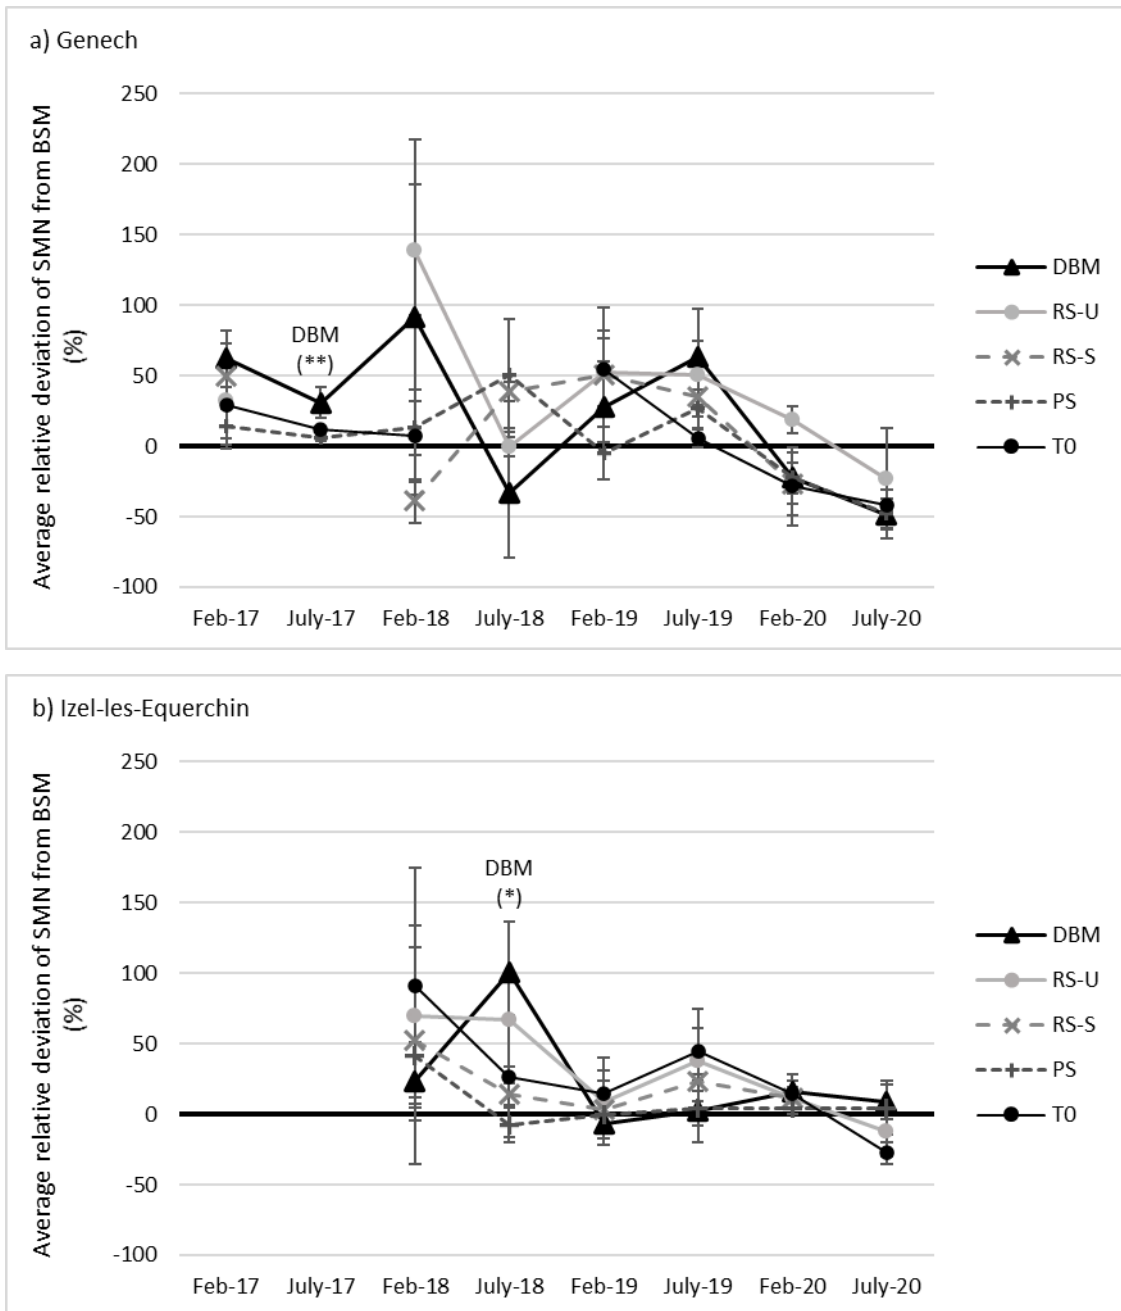 a) Genech
Average relative deviation of SMN from BSM
(%)
250
200
150
100
50
0
-50
-100
DBM
(**)
Feb-17 July-17 Feb-18 July-18 Feb-19 July-19 Feb-20 July-20
DBM
RS-U
RS-S
PS
T0
b) Izel-les-Equerchin
Average relative deviation of SMN from BSM
(%)
250
200
150
100
50
0
-50
-100
DBM
(*)
Feb-17 July-17 Feb-18 July-18 Feb-19 July-19 Feb-20 July-20
DBM
RS-U
RS-S
PS
T0